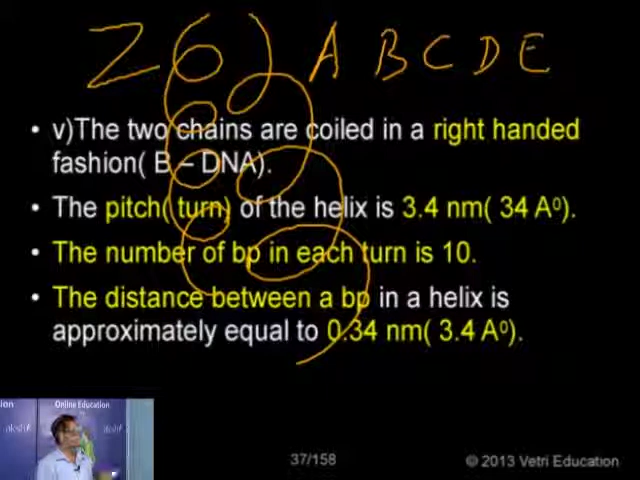 Z ( ) A B C D E
• v)The two chains are coiled in a right handed
fashion( B – DNA).
• The pitch( turn) of the helix is 3.4 nm( 34 A⁰).
• The number of bp in each turn is 10.
• The distance between a bp in a helix is
approximately equal to 0.34 nm( 3.4 A⁰).
Online Education
37/158
© 2013 Vetri Education